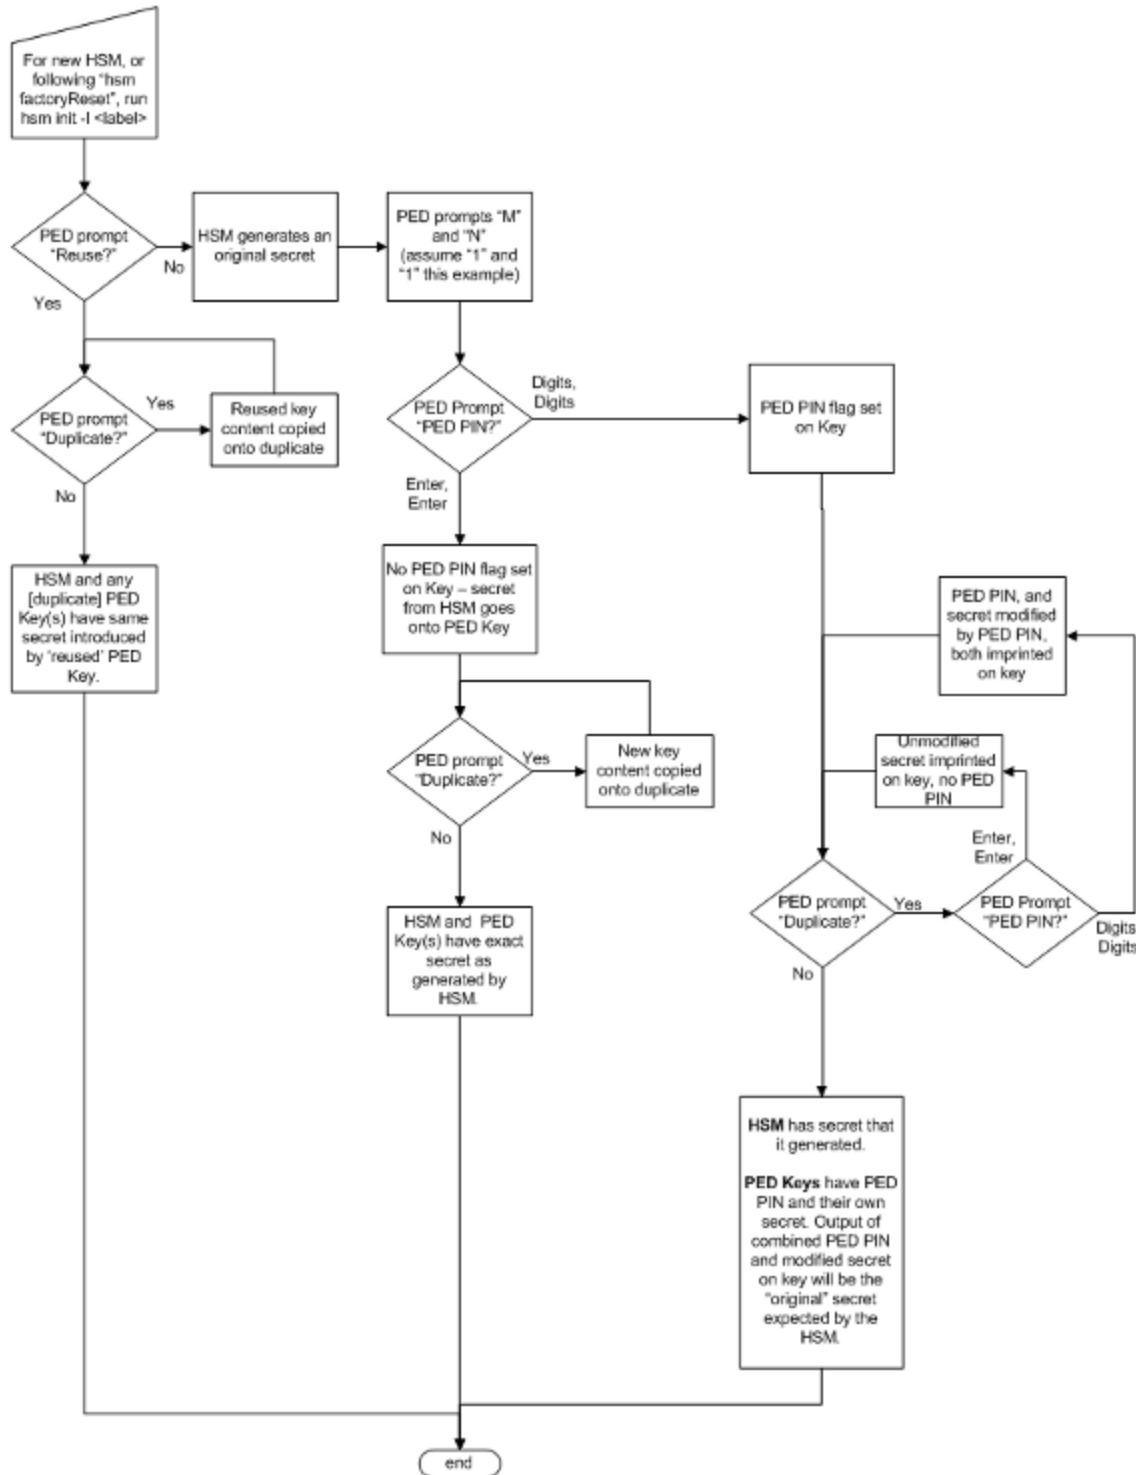 For new HSM, or
following "hsm
factoryReset", run
hsm init -l <label>
PED prompt
"Reuse?"
No
HSM generates an
original secret
PED prompts "M"
and "N"
(assume "1" and
"1" this example)
Yes
PED prompt
"Duplicate?"
Yes
Reused key
content copied
onto duplicate
No
HSM and any
[duplicate] PED
Key(s) have same
secret introduced
by 'reused' PED
Key.
PED Prompt
"PED PIN?"
Digits,
Digits
PED PIN flag set
on Key
Enter,
Enter
No PED PIN flag set
on Key – secret
from HSM goes
onto PED Key
PED prompt
"Duplicate?"
Yes
New key
content copied
onto duplicate
No
HSM and PED
Key(s) have exact
secret as
generated by
HSM.
PED PIN, and
secret modified
by PED PIN,
both imprinted
on key
Unmodified
secret imprinted
on key, no PED
PIN
Enter,
Enter
PED prompt
"Duplicate?"
Yes
PED Prompt
"PED PIN?"
Digits
Digits
No
HSM has secret that
it generated.
PED Keys have PED
PIN and their own
secret. Output of
combined PED PIN
and modified secret
on key will be the
"original" secret
expected by the
HSM.
end